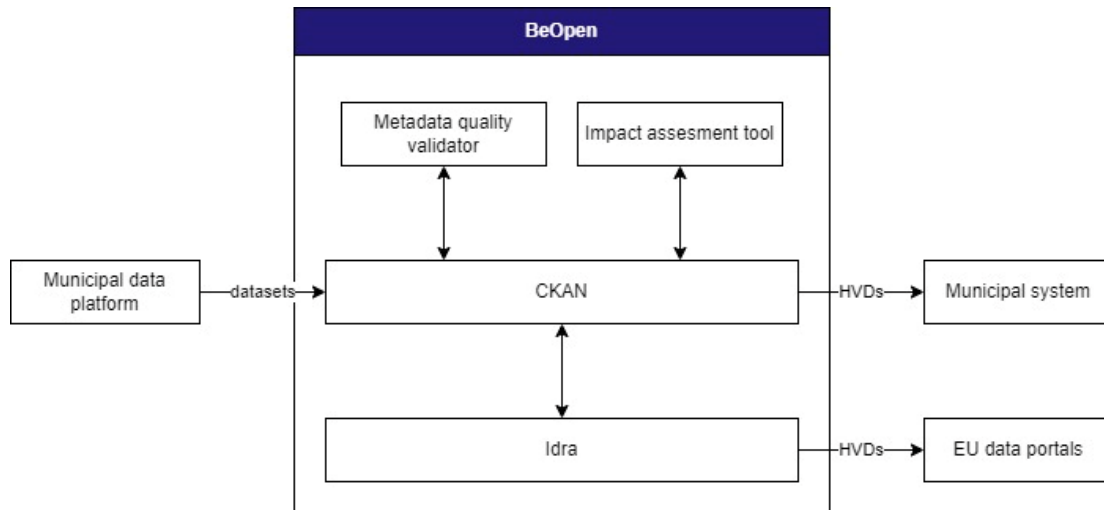 BeOpen
Metadata quality
validator
Impact assesment tool
Municipal data
platform
datasets
CKAN
HVDs
Municipal system
Idra
HVDs
EU data portals